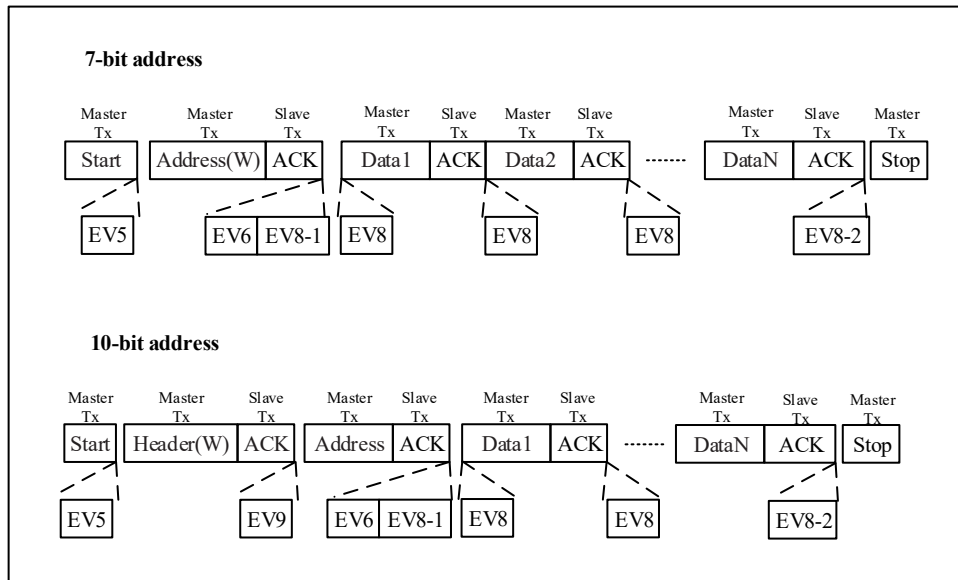 7-bit address
Master Master Slave Master Slave Master Slave Master Slave Master
Tx Tx Tx Tx Tx Tx Tx Tx Tx Tx
Start Address(W) ACK Data1 ACK Data2 ACK DataN ACK Stop
EV5 EV6 EV8-1 EV8 EV8 EV8 EV8-2
10-bit address
Master Master Slave Master Slave Master Slave Master Slave Master
Tx Tx Tx Tx Tx Tx Tx Tx Tx Tx
Start Header(W) ACK Address ACK Data1 ACK DataN ACK Stop
EV5 EV9 EV6 EV8-1 EV8 EV8 EV8-2